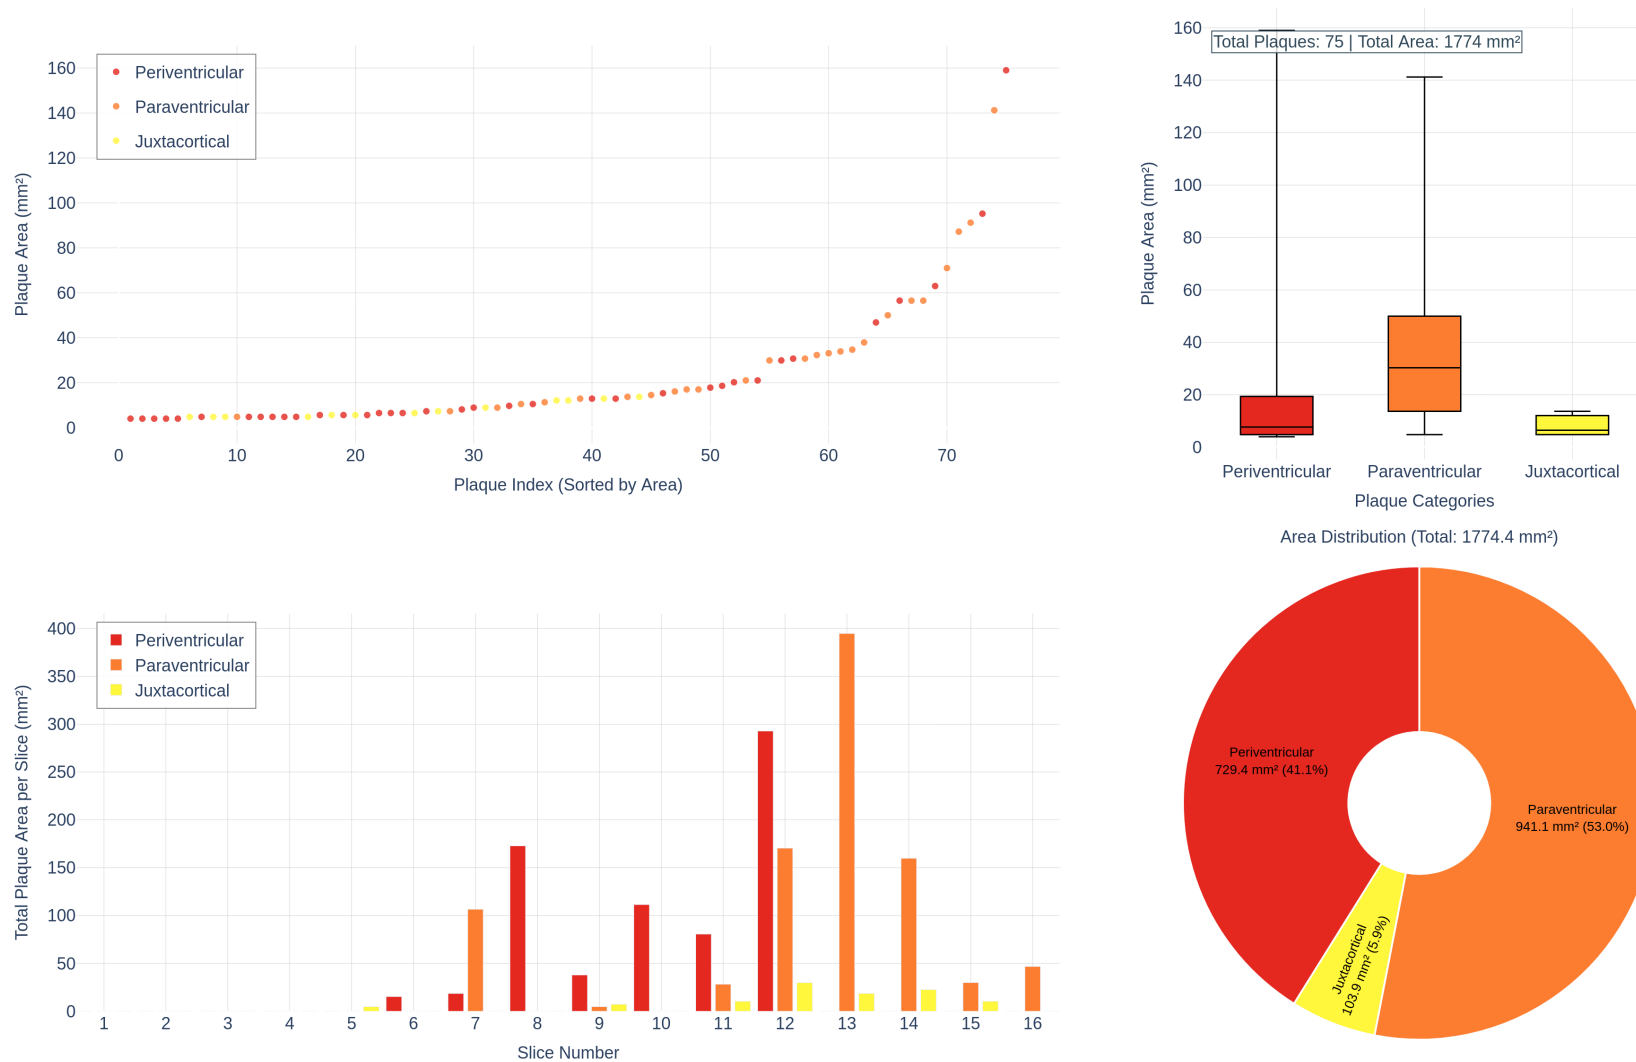 160
140
120
100
80
60
40
20
0
Plaque Area (mm²)
Periventricular
Paraventricular
Juxtacortical
0 10 20 30 40 50 60 70
Plaque Index (Sorted by Area)
160
140
120
100
80
60
40
20
0
Plaque Area (mm²)
Total Plaques: 75 | Total Area: 1774 mm²
Periventricular Paraventricular Juxtacortical
Plaque Categories
400
350
300
250
200
150
100
50
0
Total Plaque Area per Slice (mm²)
Periventricular
Paraventricular
Juxtacortical
1 2 3 4 5 6 7 8 9 10 11 12 13 14 15 16
Slice Number
Area Distribution (Total: 1774.4 mm²)
Periventricular
729.4 mm² (41.1%)
Paraventricular
941.1 mm² (53.0%)
Juxtacortical
103.9 mm² (5.9%)